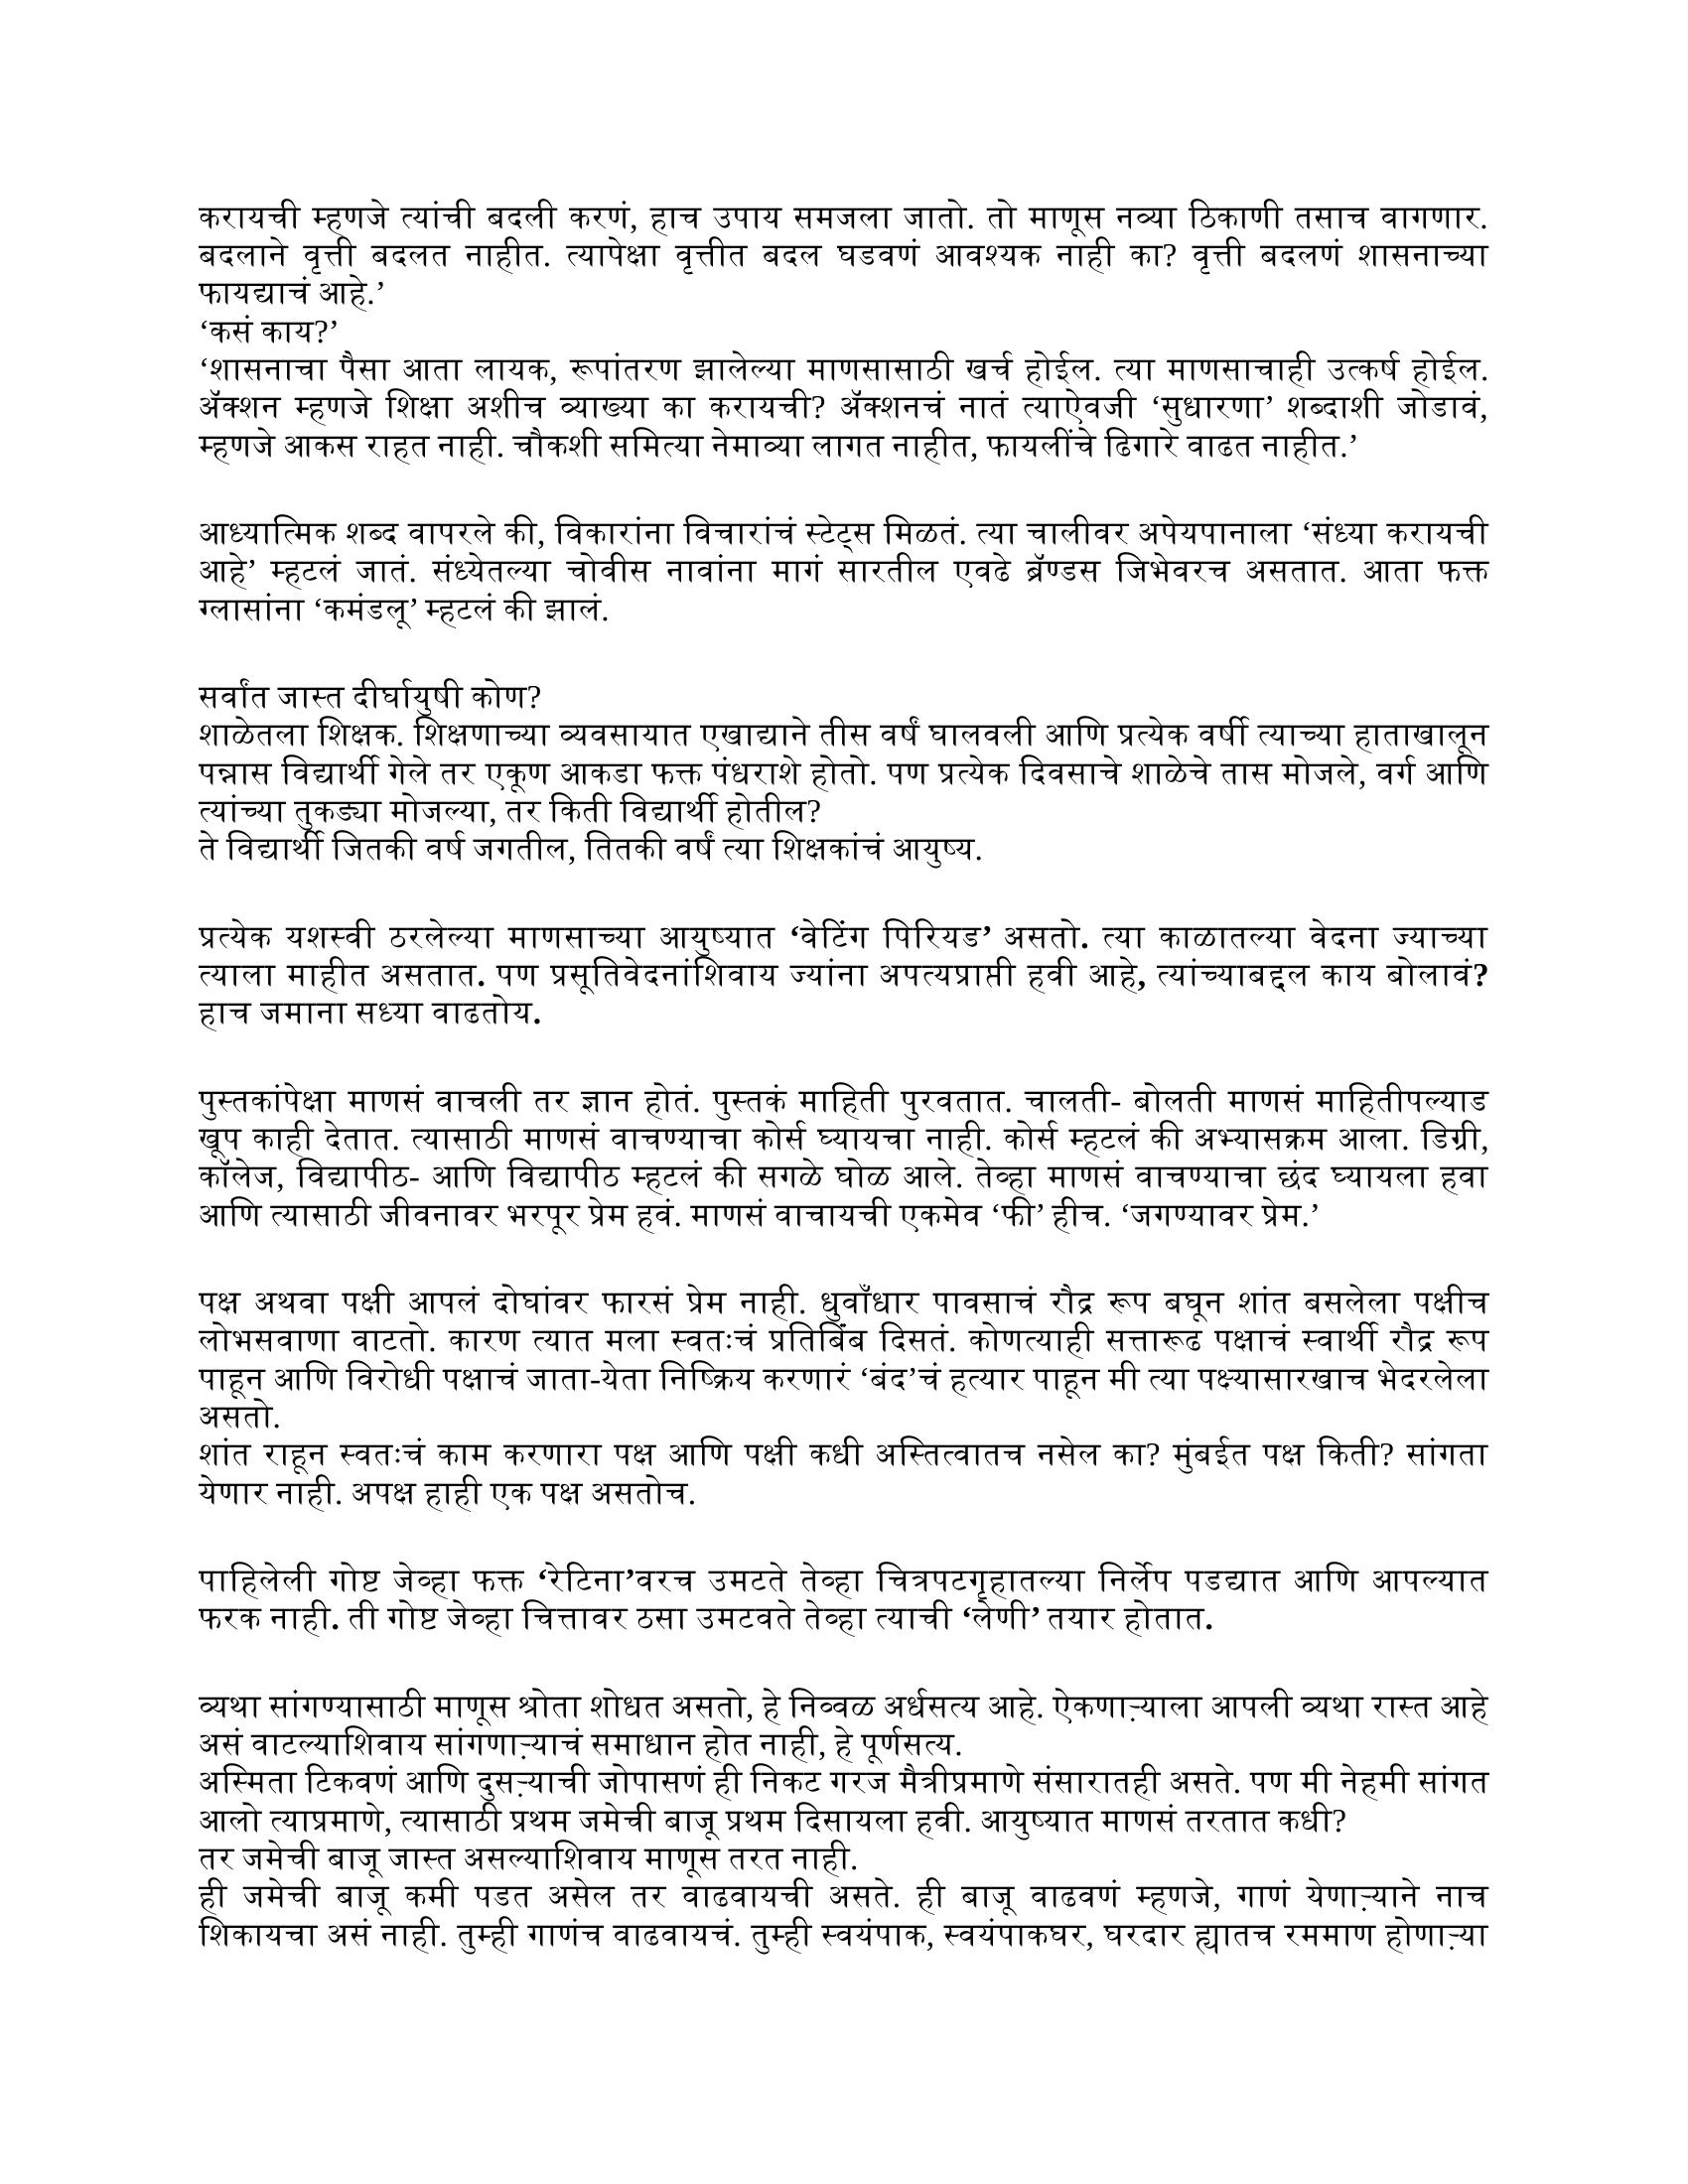 करायची म्हणजे त्यांची बदली करणं, हाच उपाय समजला जातो. तो माणूस नव्या ठिकाणी तसाच वागणार.
बदलाने वृत्ती बदलत नाहीत. त्यापेक्षा वृत्तीत बदल घडवणं आवश्यक नाही का? वृत्ती बदलणं शासनाच्या
फायद्याचं आहे.’
‘कसं काय?’
‘शासनाचा पैसा आता लायक, रूपांतरण झालेल्या माणसासाठी खर्च होईल. त्या माणसाचाही उत्कर्ष होईल.
ॲक्शन म्हणजे शिक्षा अशीच व्याख्या का करायची? ॲक्शनचं नातं त्याऐवजी ‘सुधारणा’ शब्दाशी जोडावं,
म्हणजे आकस राहत नाही. चौकशी समित्या नेमाव्या लागत नाहीत, फायलींचे ढिगारे वाढत नाहीत.’
आध्यात्मिक शब्द वापरले की, विकारांना विचारांचं स्टेट्स मिळतं. त्या चालीवर अपेयपानाला ‘संध्या करायची
आहे’ म्हटलं जातं. संध्येतल्या चोवीस नावांना मागं सारतील एवढे ब्रॅण्डस जिभेवरच असतात. आता फक्त
ग्लासांना ‘कमंडलू’ म्हटलं की झालं.
सर्वांत जास्त दीर्घायुषी कोण?
शाळेतला शिक्षक. शिक्षणाच्या व्यवसायात एखाद्याने तीस वर्षं घालवली आणि प्रत्येक वर्षी त्याच्या हाताखालून
पन्नास विद्यार्थी गेले तर एकूण आकडा फक्त पंधराशे होतो. पण प्रत्येक दिवसाचे शाळेचे तास मोजले, वर्ग आणि
त्यांच्या तुकड्या मोजल्या, तर किती विद्यार्थी होतील?
ते विद्यार्थी जितकी वर्ष जगतील, तितकी वर्षं त्या शिक्षकांचं आयुष्य.
प्रत्येक यशस्वी ठरलेल्या माणसाच्या आयुष्यात ‘वेटिंग पिरियड’ असतो. त्या काळातल्या वेदना ज्याच्या
त्याला माहीत असतात. पण प्रसूतिवेदनांशिवाय ज्यांना अपत्यप्राप्ती हवी आहे, त्यांच्याबद्दल काय बोलावं?
हाच जमाना सध्या वाढतोय.
पुस्तकांपेक्षा माणसं वाचली तर ज्ञान होतं. पुस्तकं माहिती पुरवतात. चालती- बोलती माणसं माहितीपल्याड
खूप काही देतात. त्यासाठी माणसं वाचण्याचा कोर्स घ्यायचा नाही. कोर्स म्हटलं की अभ्यासक्रम आला. डिग्री,
कॉलेज, विद्यापीठ- आणि विद्यापीठ म्हटलं की सगळे घोळ आले. तेव्हा माणसं वाचण्याचा छंद घ्यायला हवा
आणि त्यासाठी जीवनावर भरपूर प्रेम हवं. माणसं वाचायची एकमेव ‘फी’ हीच. ‘जगण्यावर प्रेम.’
पक्ष अथवा पक्षी आपलं दोघांवर फारसं प्रेम नाही. धुवाँधार पावसाचं रौद्र रूप बघून शांत बसलेला पक्षीच
लोभसवाणा वाटतो. कारण त्यात मला स्वतःचं प्रतिबिंब दिसतं. कोणत्याही सत्तारूढ पक्षाचं स्वार्थी रौद्र रूप
पाहून आणि विरोधी पक्षाचं जाता-येता निष्क्रिय करणारं ‘बंद’चं हत्यार पाहून मी त्या पक्ष्यासारखाच भेदरलेला
असतो.
शांत राहून स्वतःचं काम करणारा पक्ष आणि पक्षी कधी अस्तित्वातच नसेल का? मुंबईत पक्ष किती? सांगता
येणार नाही. अपक्ष हाही एक पक्ष असतोच.
पाहिलेली गोष्ट जेव्हा फक्त ‘रेटिना’वरच उमटते तेव्हा चित्रपटगृहातल्या निर्लेप पडद्यात आणि आपल्यात
फरक नाही. ती गोष्ट जेव्हा चित्तावर ठसा उमटवते तेव्हा त्याची ‘लेणी’ तयार होतात.
व्यथा सांगण्यासाठी माणूस श्रोता शोधत असतो, हे निव्वळ अर्धसत्य आहे. ऐकणाऱ्याला आपली व्यथा रास्त आहे
असं वाटल्याशिवाय सांगणाऱ्याचं समाधान होत नाही, हे पूर्णसत्य.
अस्मिता टिकवणं आणि दुसऱ्याची जोपासणं ही निकट गरज मैत्रीप्रमाणे संसारातही असते. पण मी नेहमी सांगत
आलो त्याप्रमाणे, त्यासाठी प्रथम जमेची बाजू प्रथम दिसायला हवी. आयुष्यात माणसं तरतात कधी?
तर जमेची बाजू जास्त असल्याशिवाय माणूस तरत नाही.
ही जमेची बाजू कमी पडत असेल तर वाढवायची असते. ही बाजू वाढवणं म्हणजे, गाणं येणाऱ्याने नाच
शिकायचा असं नाही. तुम्ही गाणंच वाढवायचं. तुम्ही स्वयंपाक, स्वयंपाकघर, घरदार ह्यातच रममाण होणाऱ्या